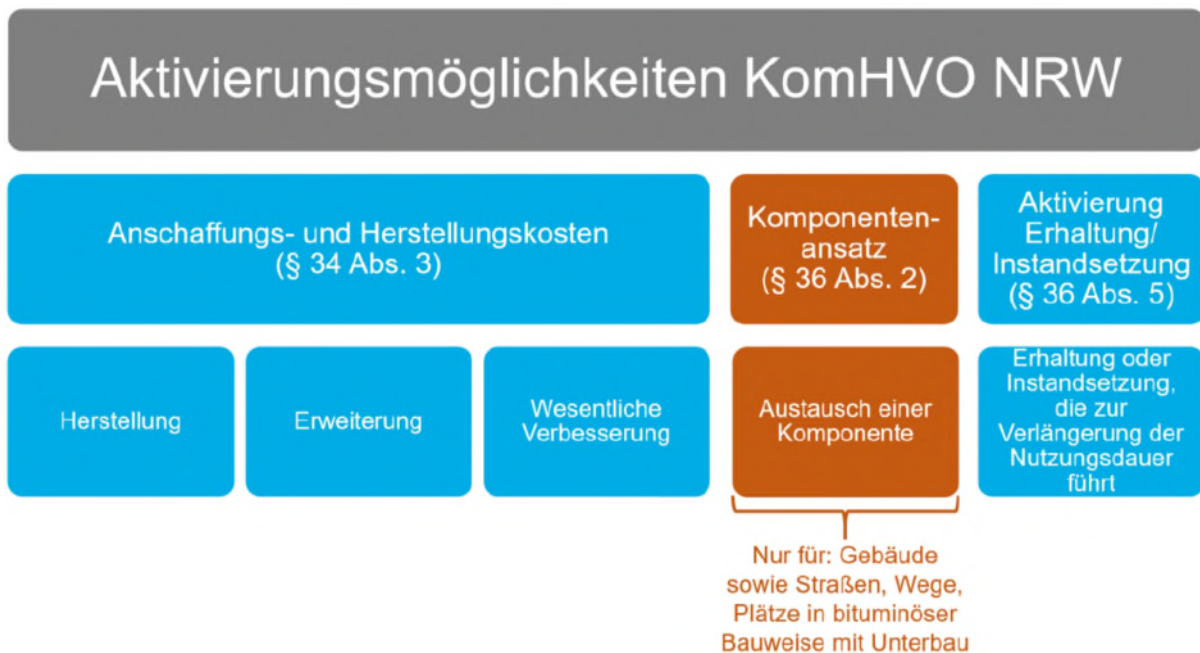 Aktivierungsmöglichkeiten KomHVO NRW
Anschaffungs- und Herstellungskosten
(§ 34 Abs. 3)
Komponenten-
ansatz
(§ 36 Abs. 2)
Aktivierung
Erhaltung/
Instandsetzung
(§ 36 Abs. 5)
Herstellung
Erweiterung
Wesentliche
Verbesserung
Austausch einer
Komponente
Erhaltung oder
Instandsetzung,
die zur
Verlängerung der
Nutzungsdauer
führt
Nur für: Gebäude
sowie Straßen, Wege,
Plätze in bituminöser
Bauweise mit Unterbau